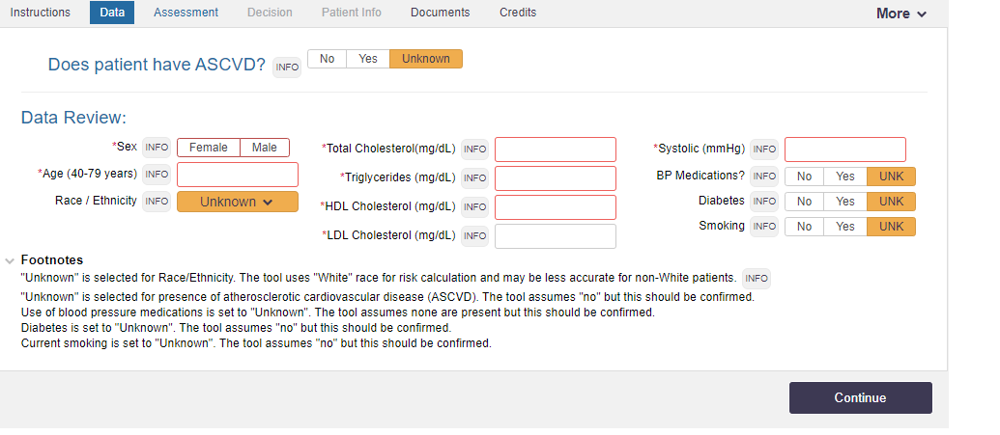 Instructions Data Assessment Decision Patient Info Documents Credits More
Does patient have ASCVD? INFO No Yes Unknown
Data Review:
*Sex INFO Female Male
*Age (40-79 years) INFO
Race / Ethnicity INFO Unknown
*Total Cholesterol(mg/dL) INFO
*Triglycerides (mg/dL) INFO
*HDL Cholesterol (mg/dL) INFO
*LDL Cholesterol (mg/dL) INFO
*Systolic (mmHg) INFO
BP Medications? INFO No Yes UNK
Diabetes INFO No Yes UNK
Smoking INFO No Yes UNK
Footnotes
"Unknown" is selected for Race/Ethnicity. The tool uses "White" race for risk calculation and may be less accurate for non-White patients. INFO
"Unknown" is selected for presence of atherosclerotic cardiovascular disease (ASCVD). The tool assumes "no" but this should be confirmed.
Use of blood pressure medications is set to "Unknown". The tool assumes none are present but this should be confirmed.
Diabetes is set to "Unknown". The tool assumes "no" but this should be confirmed.
Current smoking is set to "Unknown". The tool assumes "no" but this should be confirmed.
Continue